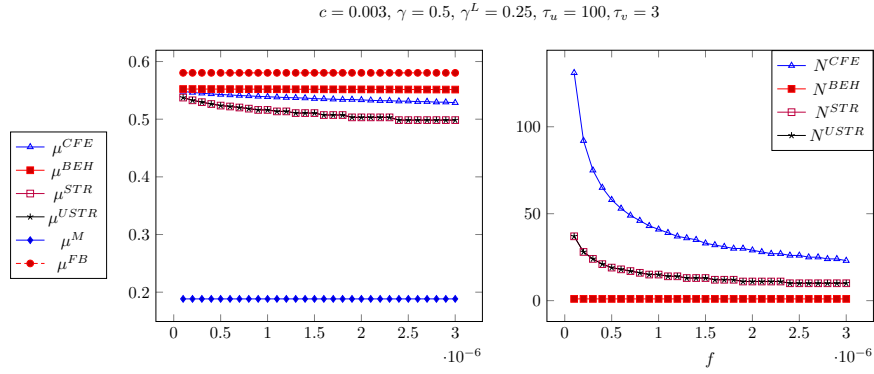 c = 0.003, γ = 0.5, γ^L = 0.25, τ_u = 100, τ_v = 3
μ^{CFE}
μ^{BEH}
μ^{STR}
μ^{USTR}
μ^M
μ^{FB}
0.6
0.5
0.4
0.3
0.2
0 0.5 1 1.5 2 2.5 3
·10^{-6}
N^{CFE}
N^{BEH}
N^{STR}
N^{USTR}
100
50
0
0 0.5 1 1.5 2 2.5 3
·10^{-6}
f